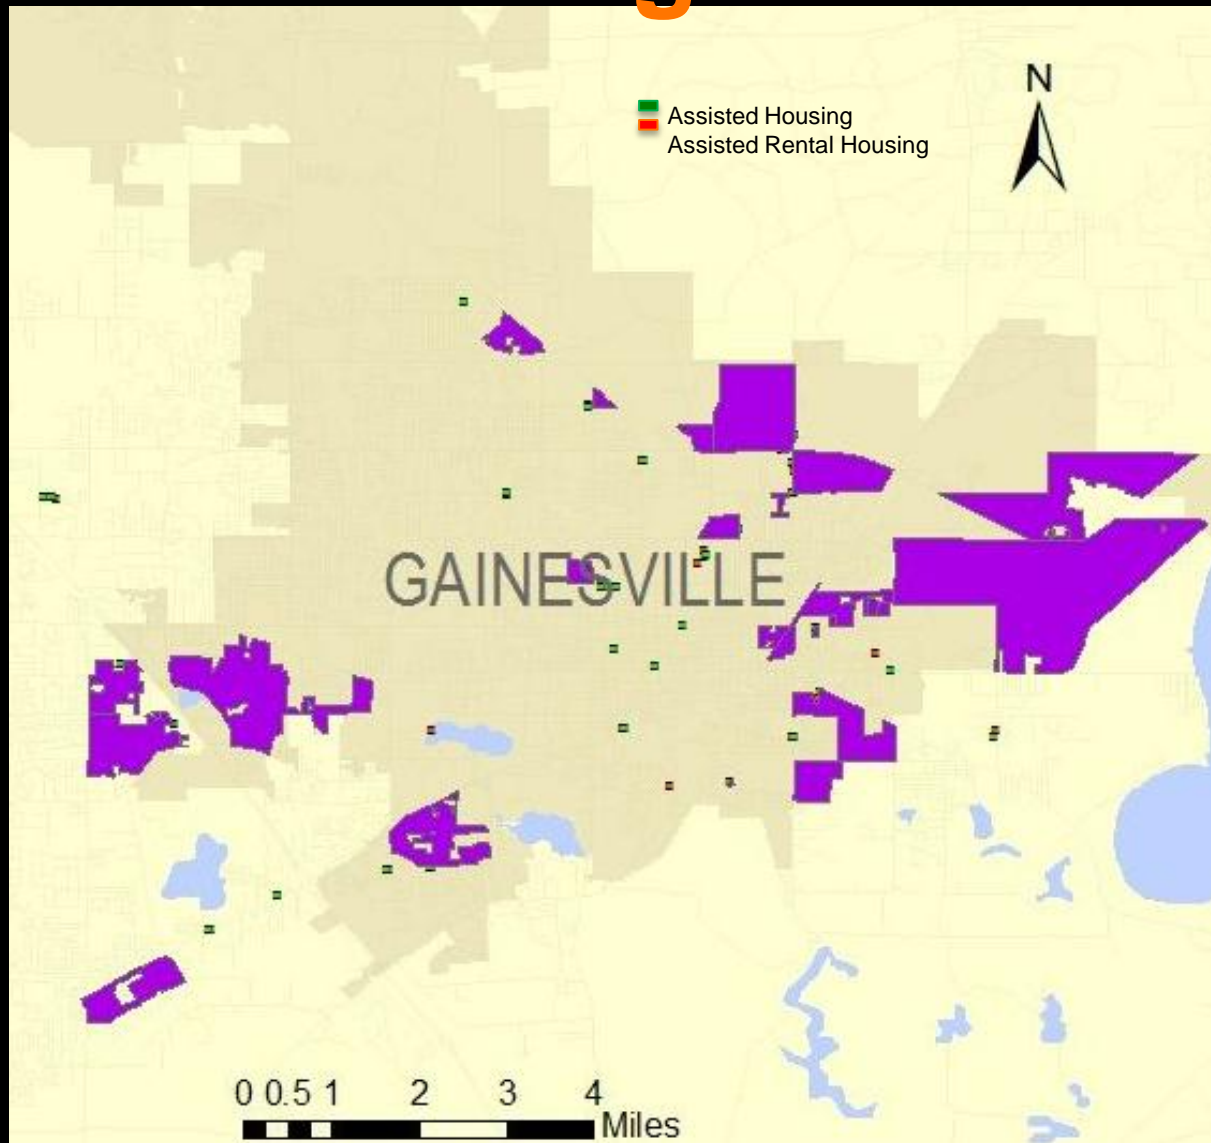 N
Assisted Housing
Assisted Rental Housing
GAINESVILLE
0 0.5 1 2 3 4
Miles